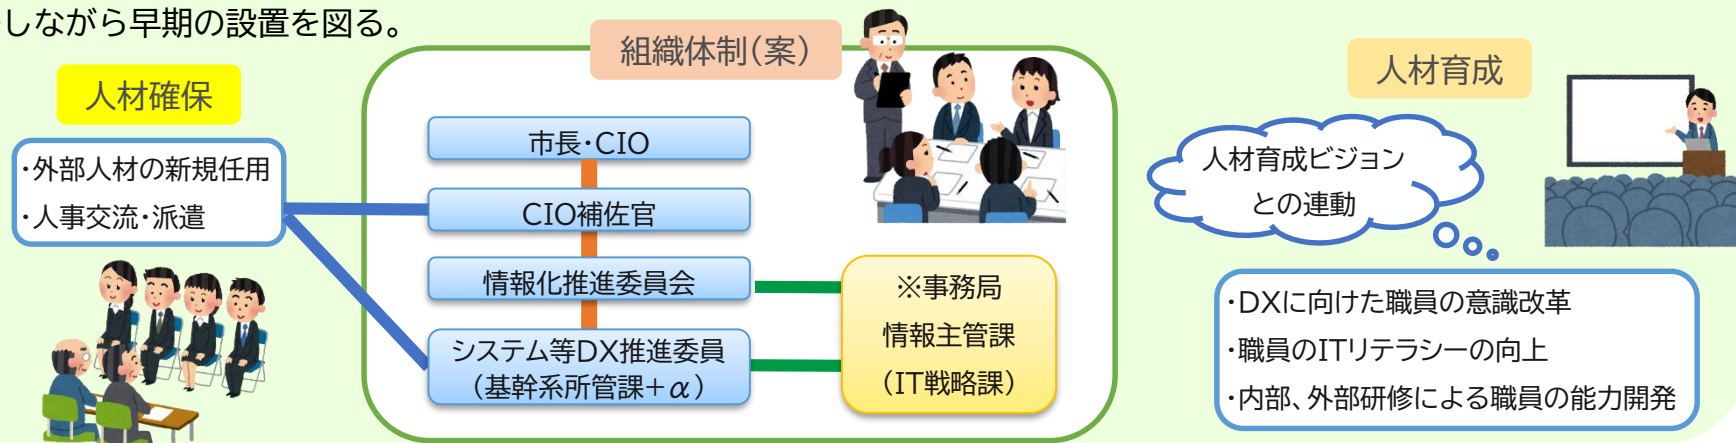 しながら早期の設置を図る。
人材確保
・外部人材の新規任用
・人事交流・派遣
組織体制(案)
市長・CIO
CIO補佐官
情報化推進委員会
システム等DX推進委員
(基幹系所管課+α)
※事務局
情報主管課
(IT戦略課)
人材育成
人材育成ビジョン
との連動
・DXに向けた職員の意識改革
・職員のITリテラシーの向上
・内部、外部研修による職員の能力開発